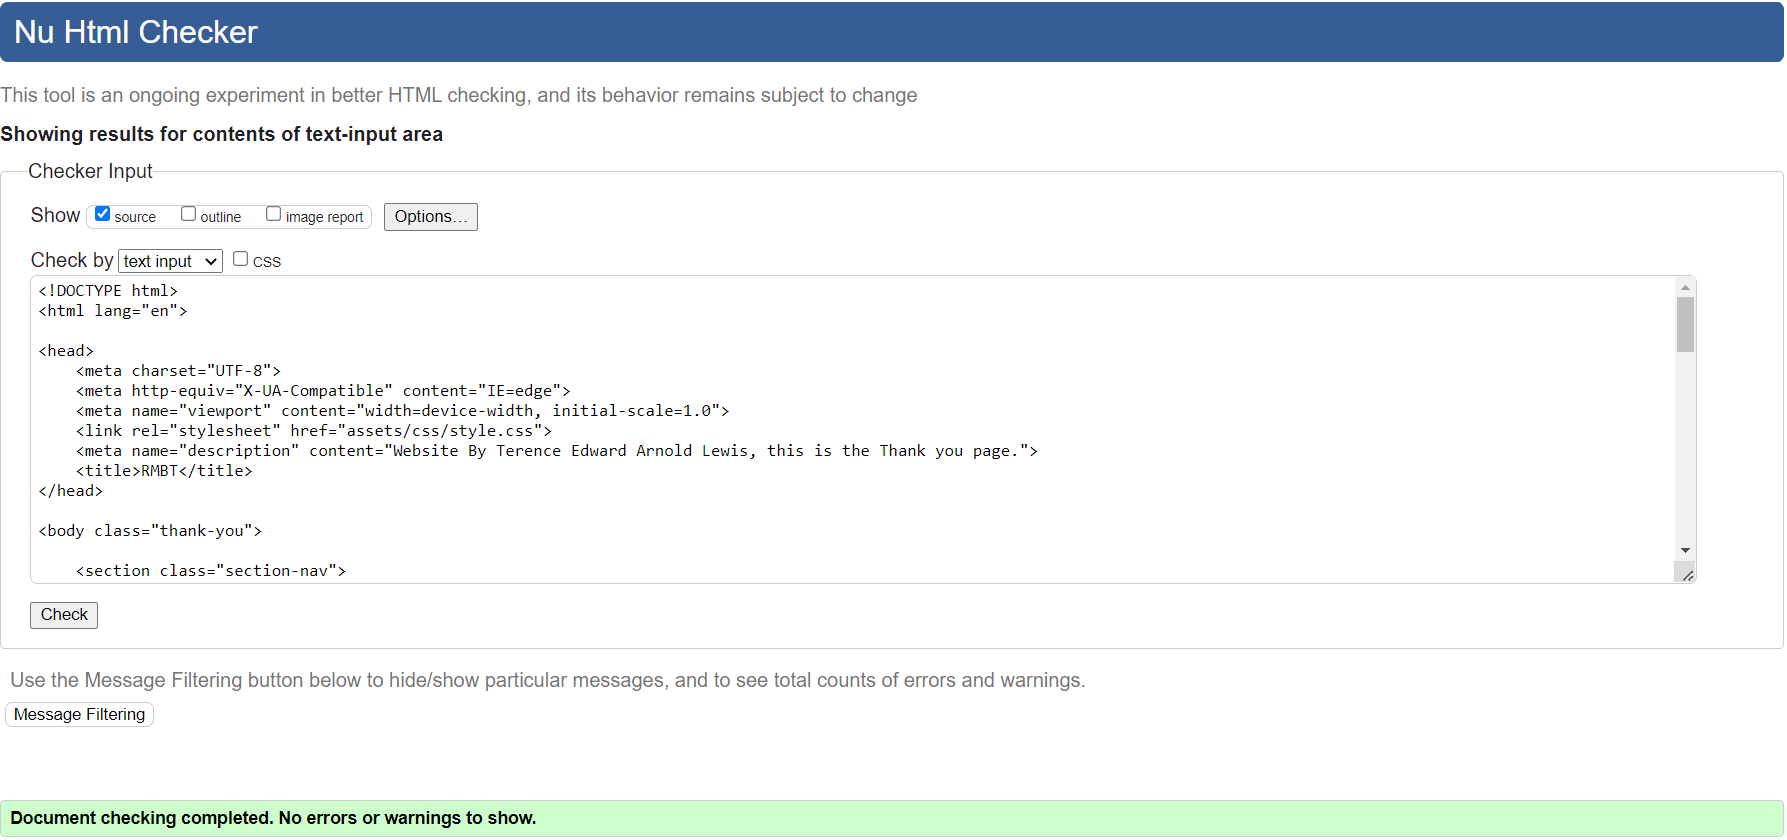 Nu Html Checker
This tool is an ongoing experiment in better HTML checking, and its behavior remains subject to change
Showing results for contents of text-input area
Checker Input
Show source outline image report Options...
Check by text input CSS
<!DOCTYPE html>
<html lang="en">
<head>
<meta charset="UTF-8">
<meta http-equiv="X-UA-Compatible" content="IE=edge">
<meta name="viewport" content="width=device-width, initial-scale=1.0">
<link rel="stylesheet" href="assets/css/style.css">
<meta name="description" content="Website By Terence Edward Arnold Lewis, this is the Thank you page.">
<title>RMBT</title>
</head>
<body class="thank-you">
<section class="section-nav">
Check
Use the Message Filtering button below to hide/show particular messages, and to see total counts of errors and warnings.
Message Filtering
Document checking completed. No errors or warnings to show.